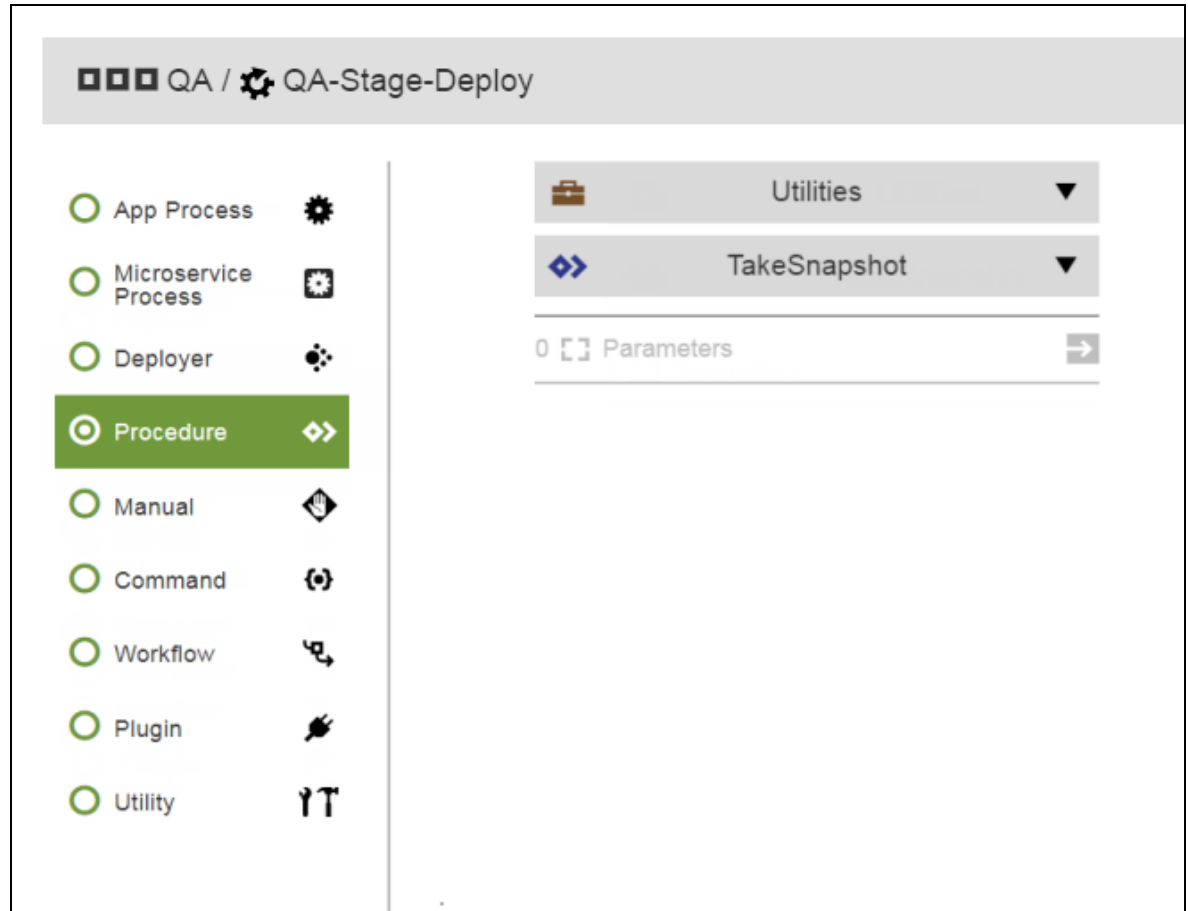 QA / QA-Stage-Deploy
App Process
Microservice
Process
Deployer
Procedure
Manual
Command
Workflow
Plugin
Utility
Utilities
TakeSnapshot
0 Parameters